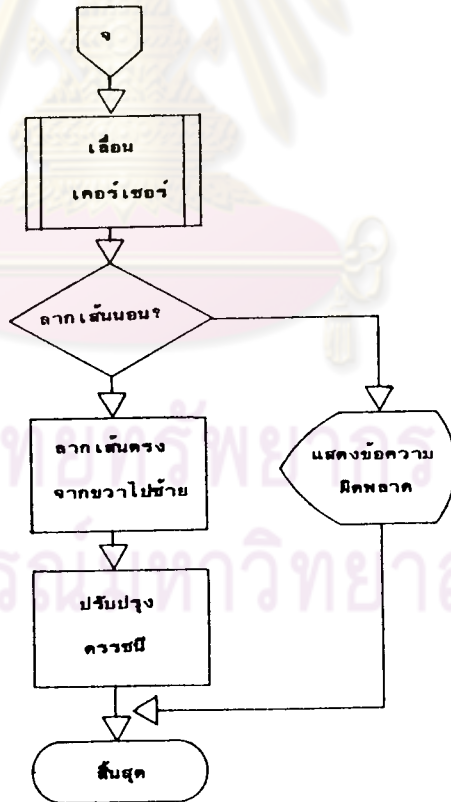 จ
เลื่อน
เคอร์เซอร์
ลากเส้นนอน?
ลากเส้นตรง
จากขวาไปซ้าย
แสดงข้อความ
ผิดพลาด
ปรับปรุง
ดรรชนี
สิ้นสุด